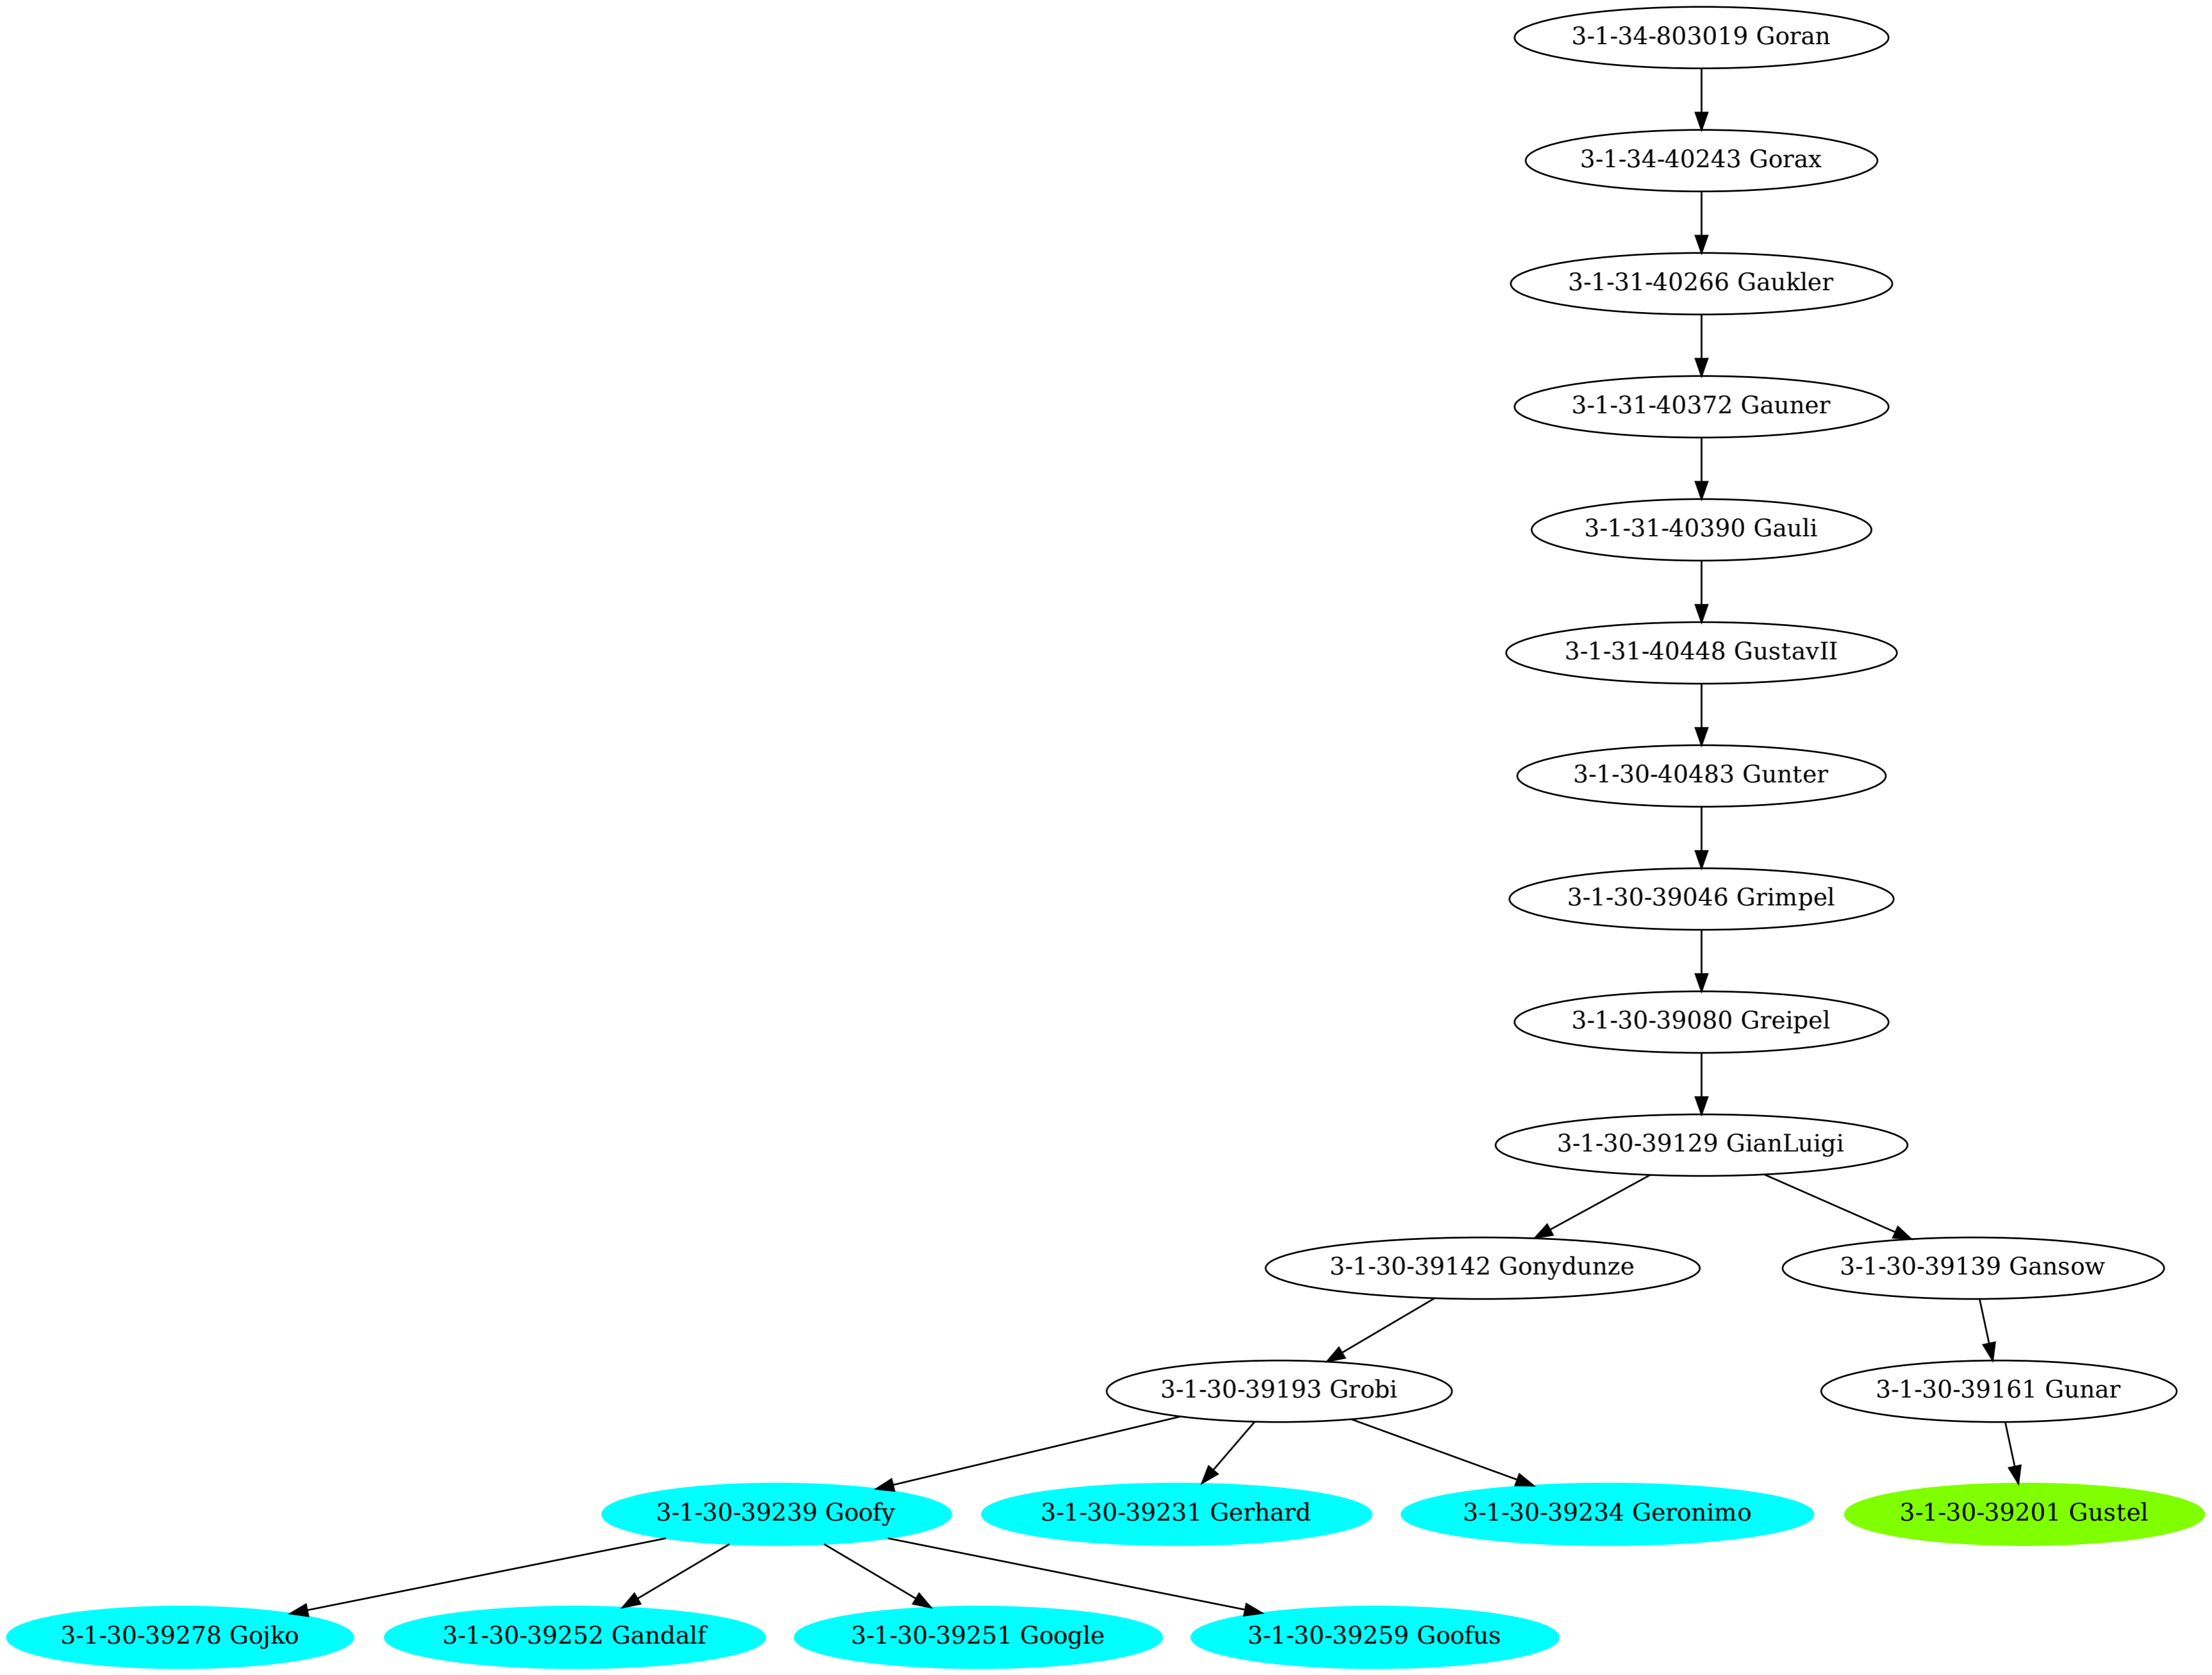 3-1-34-803019 Goran
3-1-34-40243 Gorax
3-1-31-40266 Gaukler
3-1-31-40372 Gauner
3-1-31-40390 Gauli
3-1-31-40448 GustavII
3-1-30-40483 Gunter
3-1-30-39046 Grimpel
3-1-30-39080 Greipel
3-1-30-39129 GianLuigi
3-1-30-39142 Gonydunze
3-1-30-39139 Gansow
3-1-30-39193 Grobi
3-1-30-39161 Gunar
3-1-30-39239 Goofy
3-1-30-39231 Gerhard
3-1-30-39234 Geronimo
3-1-30-39201 Gustel
3-1-30-39278 Gojko
3-1-30-39252 Gandalf
3-1-30-39251 Google
3-1-30-39259 Goofus